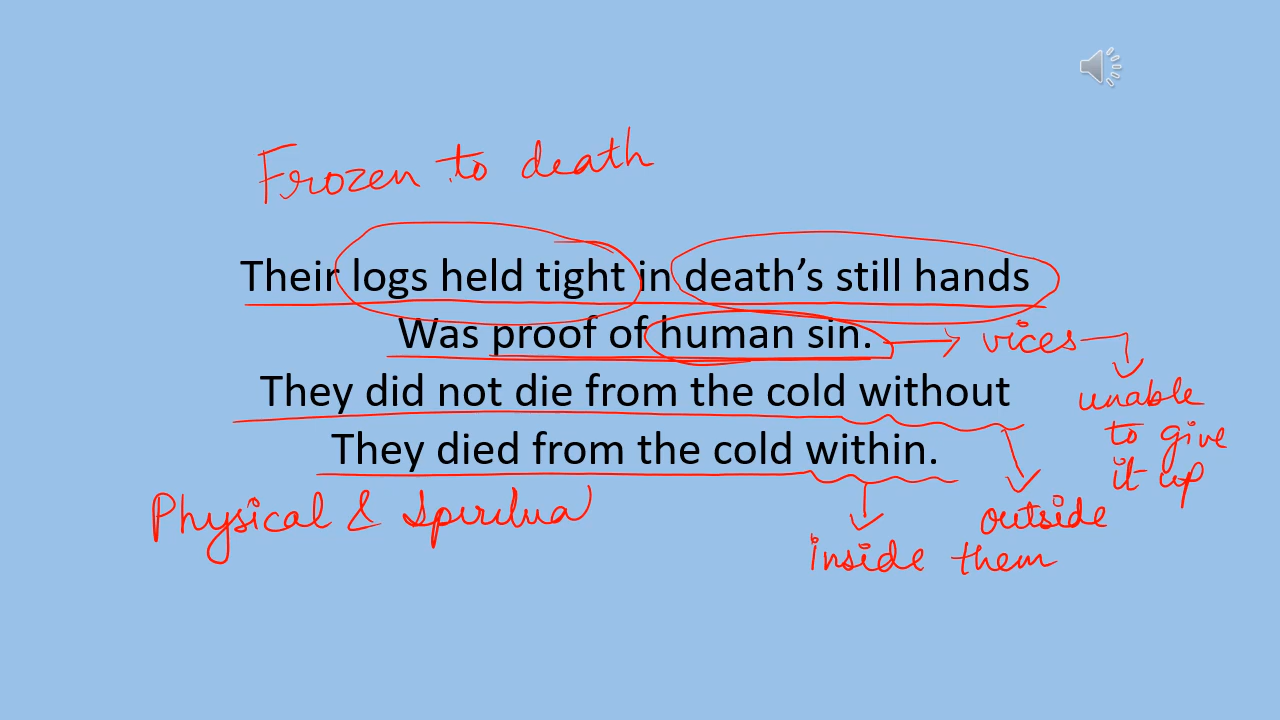 Frozen to death
Their logs held tight in death's still hands
Was proof of human sin.
vices
They did not die from the cold without
unable
to give
it up
They died from the cold within.
Physical & Spiritual
outside
inside them